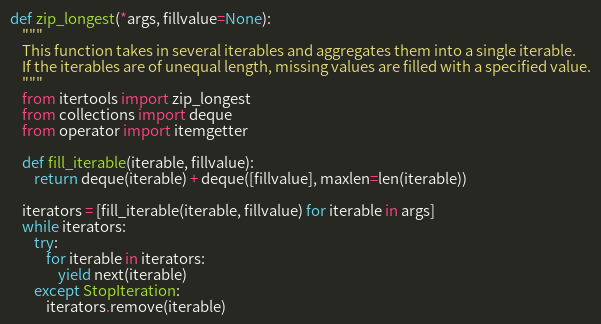 def zip_longest(*args, fillvalue=None):
    """
    This function takes in several iterables and aggregates them into a single iterable.
    If the iterables are of unequal length, missing values are filled with a specified value.
    """
    from itertools import zip_longest
    from collections import deque
    from operator import itemgetter

    def fill_iterable(iterable, fillvalue):
        return deque(iterable) + deque([fillvalue], maxlen=len(iterable))

    iterators = [fill_iterable(iterable, fillvalue) for iterable in args]
    while iterators:
        try:
            for iterable in iterators:
                yield next(iterable)
        except StopIteration:
            iterators.remove(iterable)